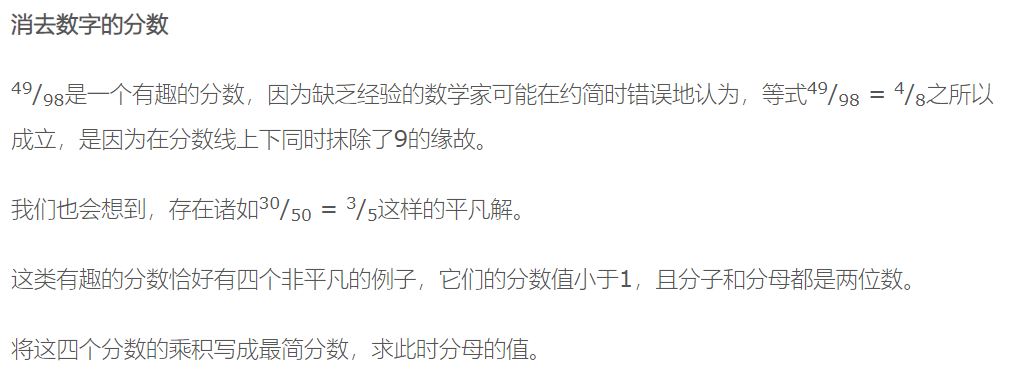 消去数字的分数
49/98是一个有趣的分数，因为缺乏经验的数学家可能在约简时错误地认为，等式49/98 = 4/8之所以
成立，是因为在分数线上下同时抹除了9的缘故。
我们也会想到，存在诸如30/50 = 3/5这样的平凡解。
这类有趣的分数恰好有四个非平凡的例子，它们的分数值小于1，且分子和分母都是两位数。
将这四个分数的乘积写成最简分数，求此时分母的值。